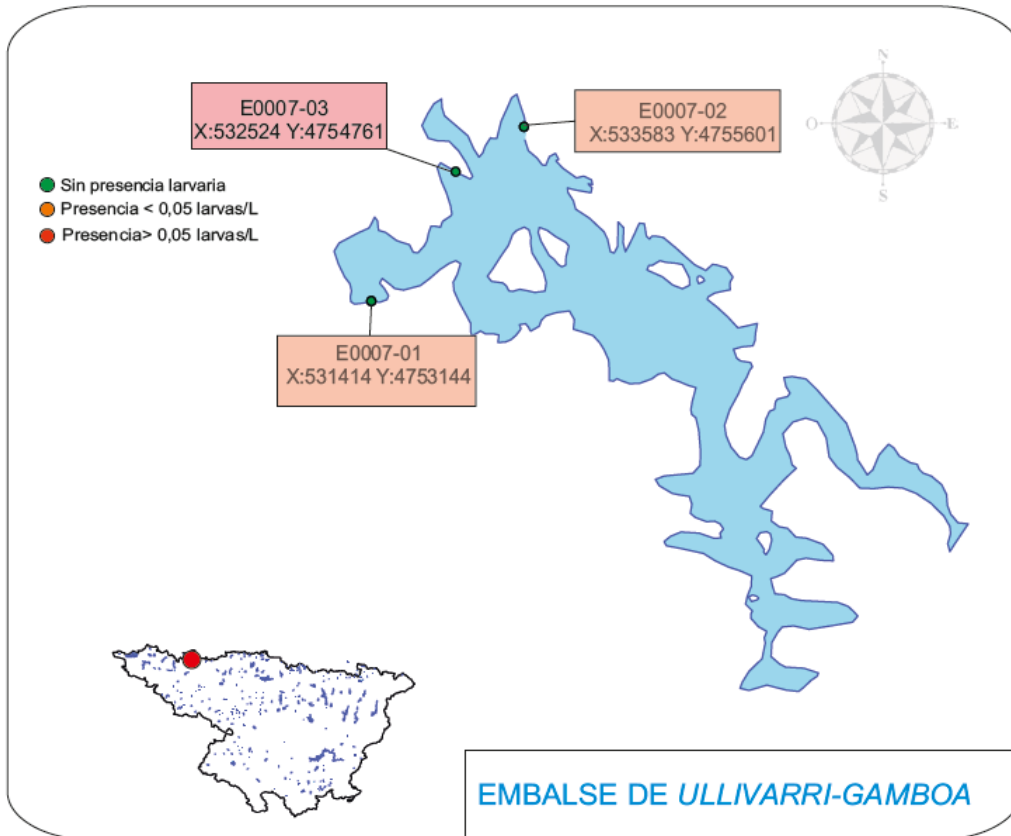 E0007-03
X:532524 Y:4754761
E0007-02
X:533583 Y:4755601
N
O
E
S
Sin presencia larvaria
Presencia < 0,05 larvas/L
Presencia> 0,05 larvas/L
E0007-01
X:531414 Y:4753144
EMBALSE DE ULLIVARRI-GAMBOA